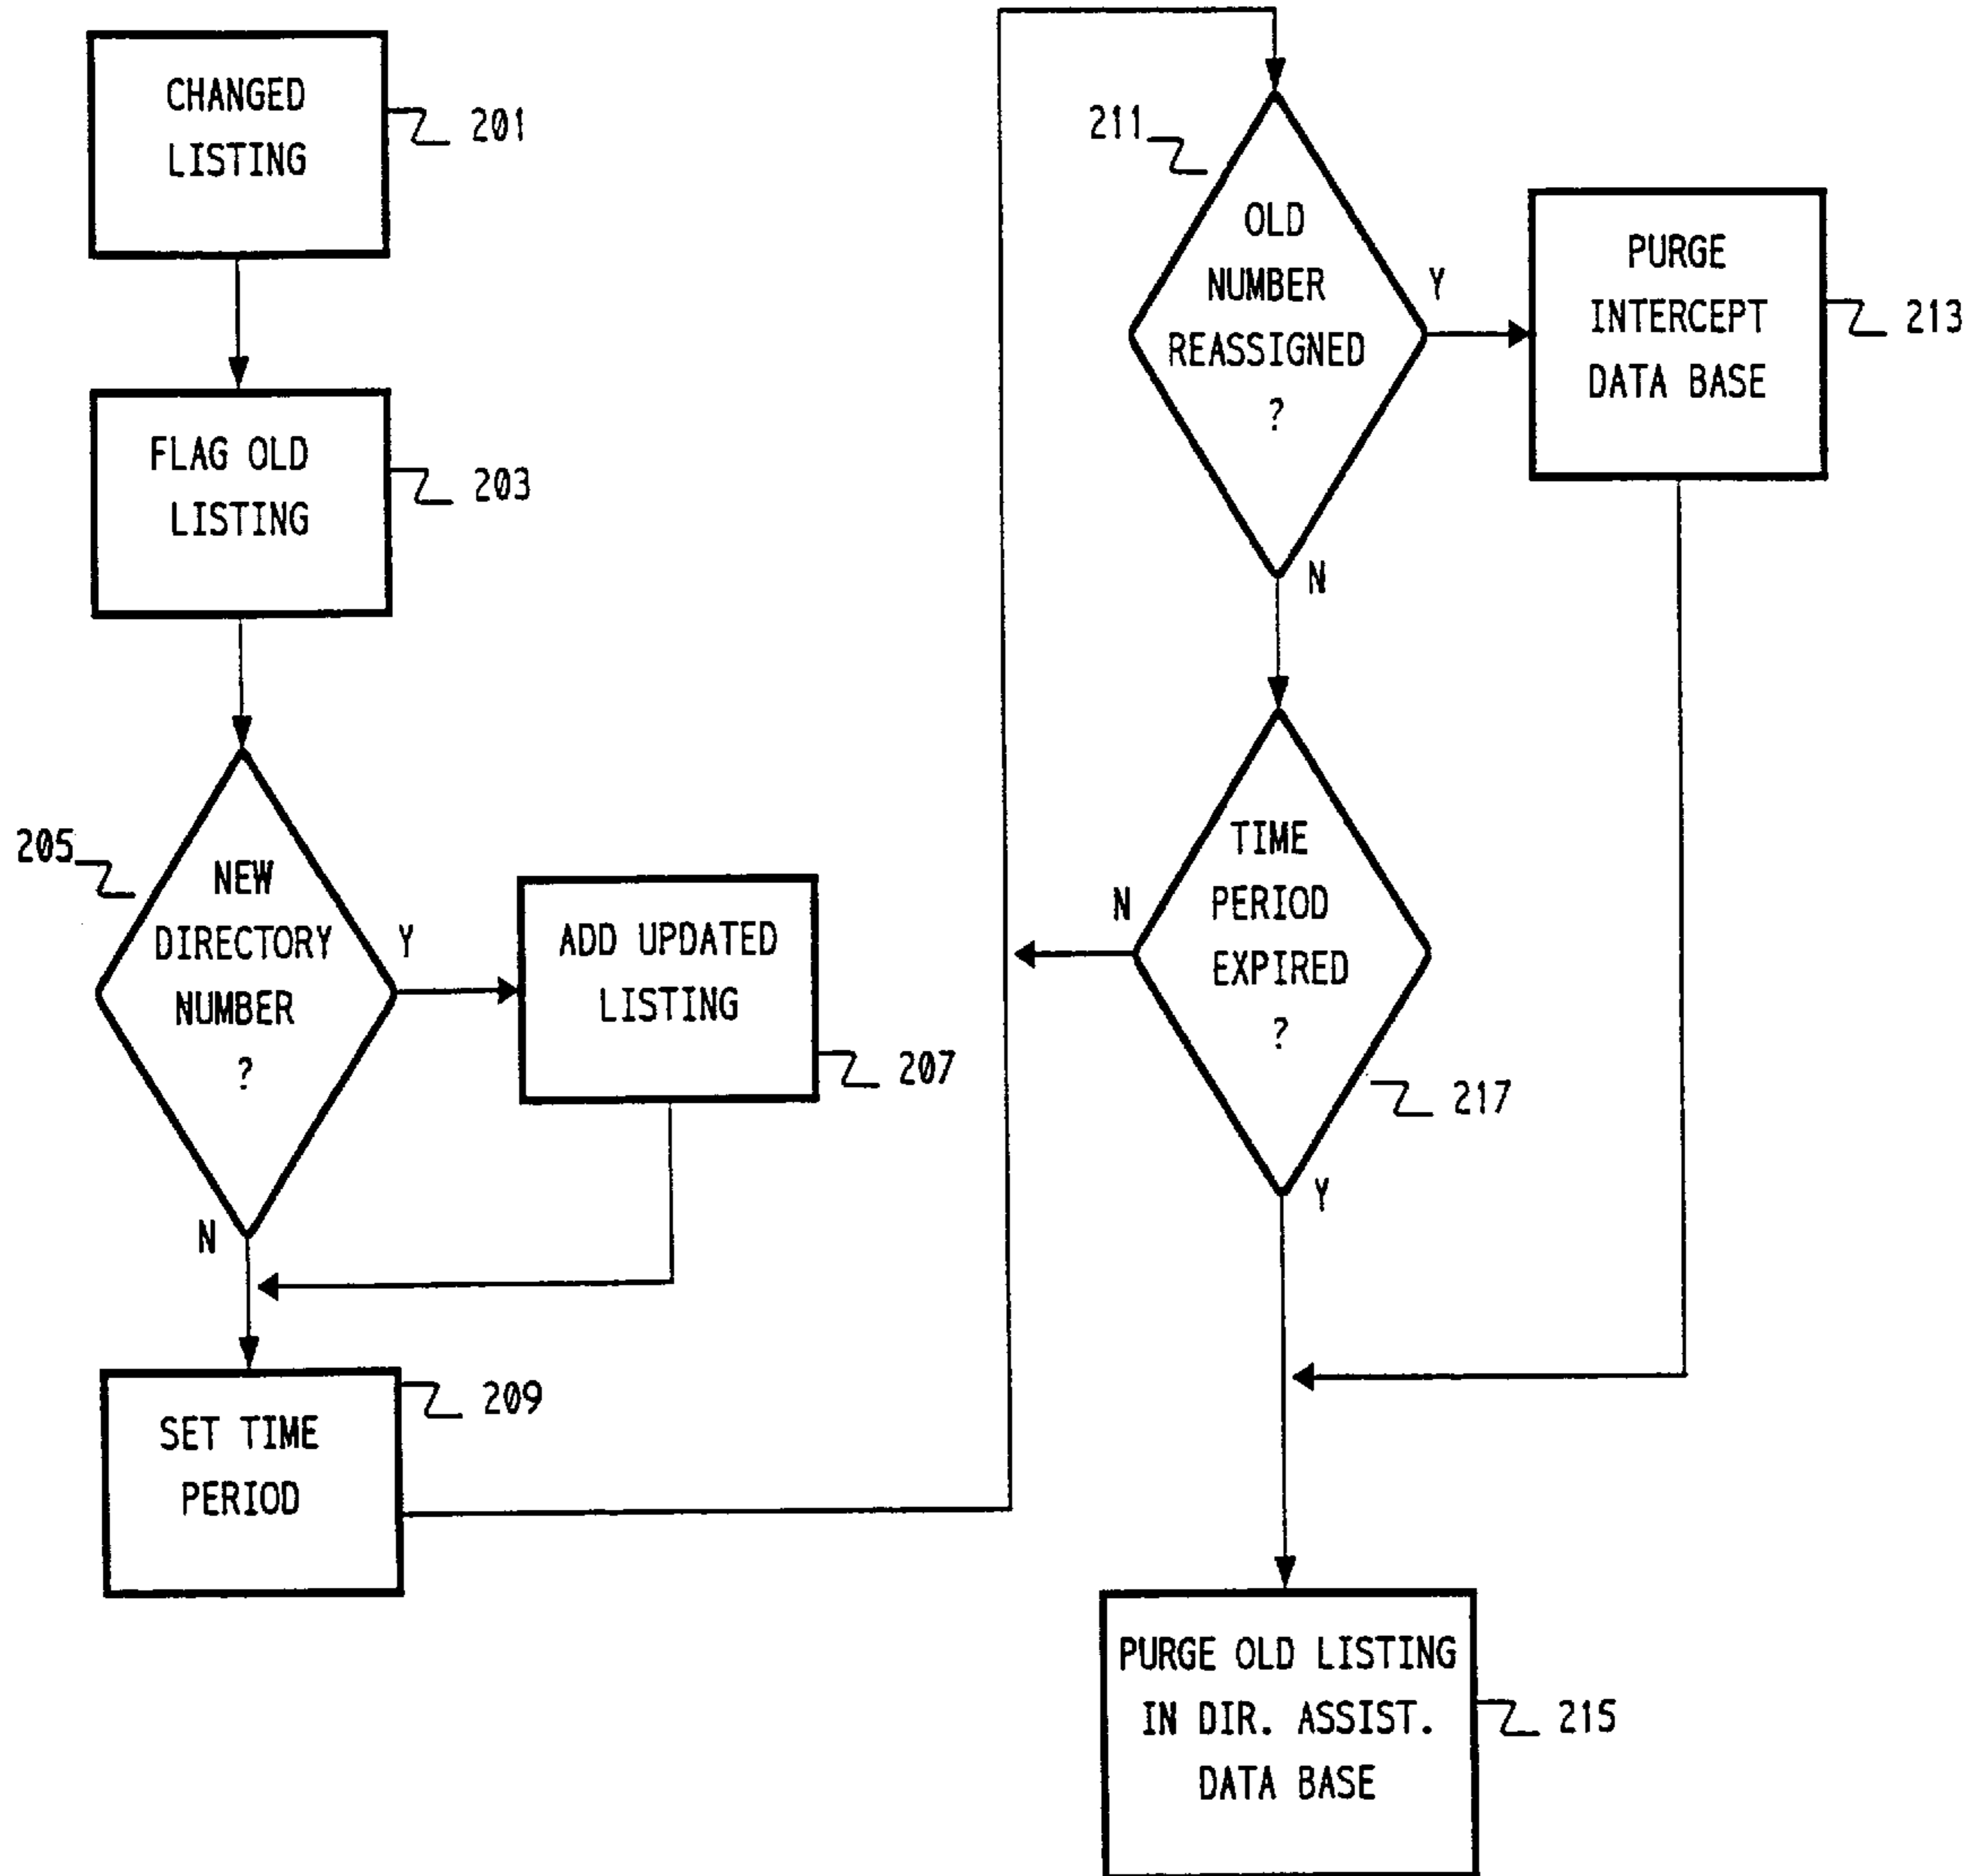 CHANGED
LISTING
201
FLAG OLD
LISTING
203
205
NEW
DIRECTORY
NUMBER
?
Y
N
ADD UPDATED
LISTING
207
SET TIME
PERIOD
209
211
OLD
NUMBER
REASSIGNED
?
Y
N
PURGE
INTERCEPT
DATA BASE
213
TIME
PERIOD
EXPIRED
?
N
Y
217
PURGE OLD LISTING
IN DIR. ASSIST.
DATA BASE
215